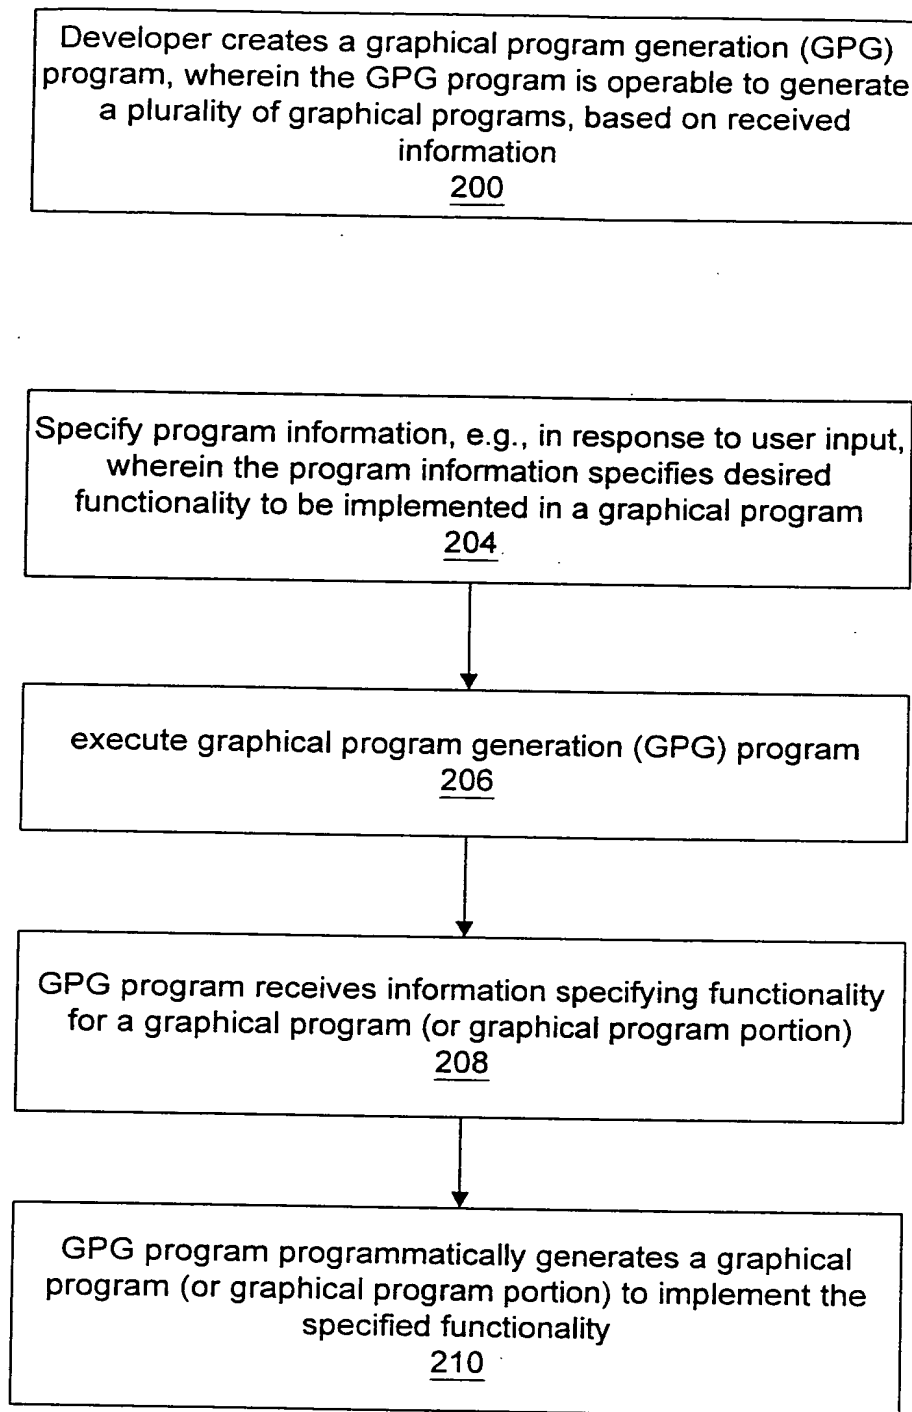 Developer creates a graphical program generation (GPG)
program, wherein the GPG program is operable to generate
a plurality of graphical programs, based on received
information
200
Specify program information, e.g., in response to user input,
wherein the program information specifies desired
functionality to be implemented in a graphical program
204
execute graphical program generation (GPG) program
206
GPG program receives information specifying functionality
for a graphical program (or graphical program portion)
208
GPG program programmatically generates a graphical
program (or graphical program portion) to implement the
specified functionality
210